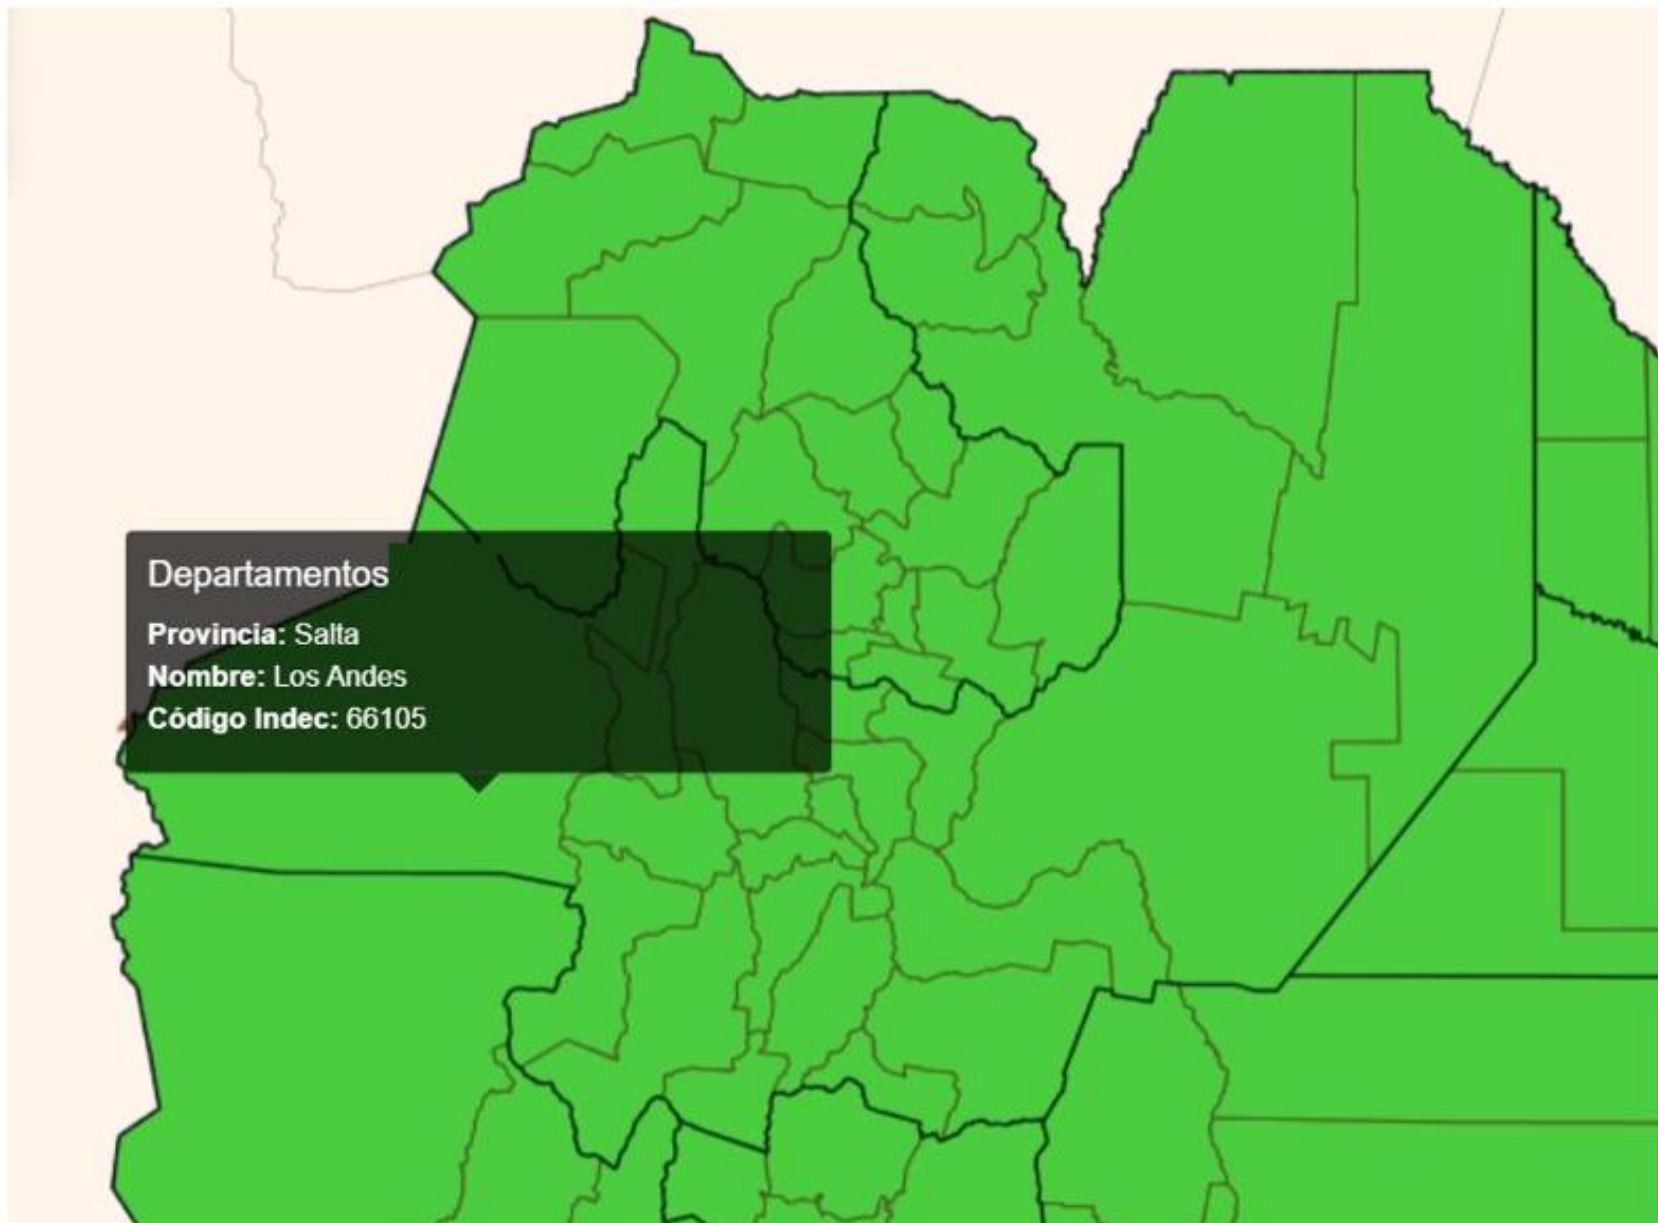 Departamentos
Provincia: Salta
Nombre: Los Andes
Código Indec: 66105